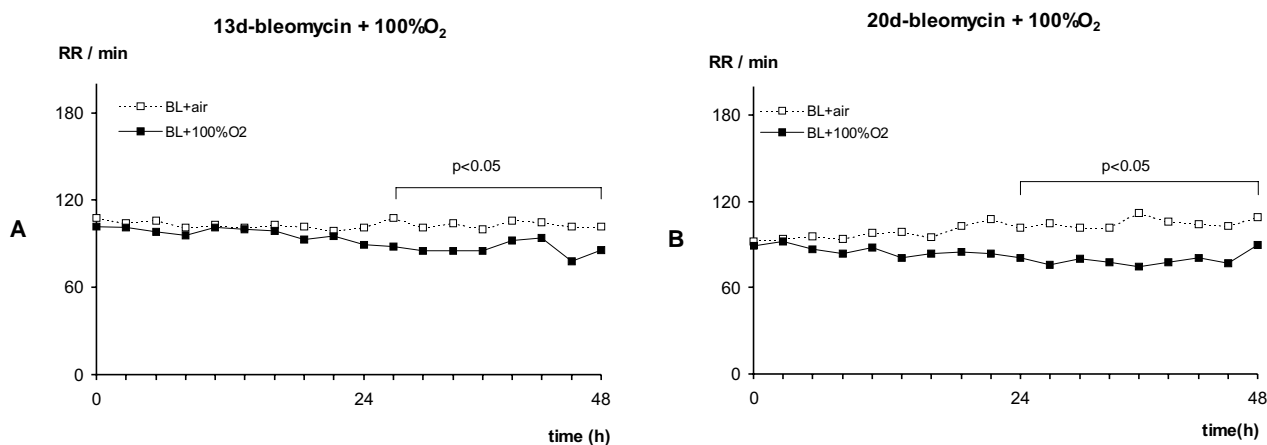 13d-bleomycin + 100%O₂
RR / min
180
BL+air
BL+100%O2
p<0.05
120
A
60
0
0
24
48
time (h)
20d-bleomycin + 100%O₂
RR / min
180
BL+air
BL+100%O2
p<0.05
120
B
60
0
0
24
48
time(h)